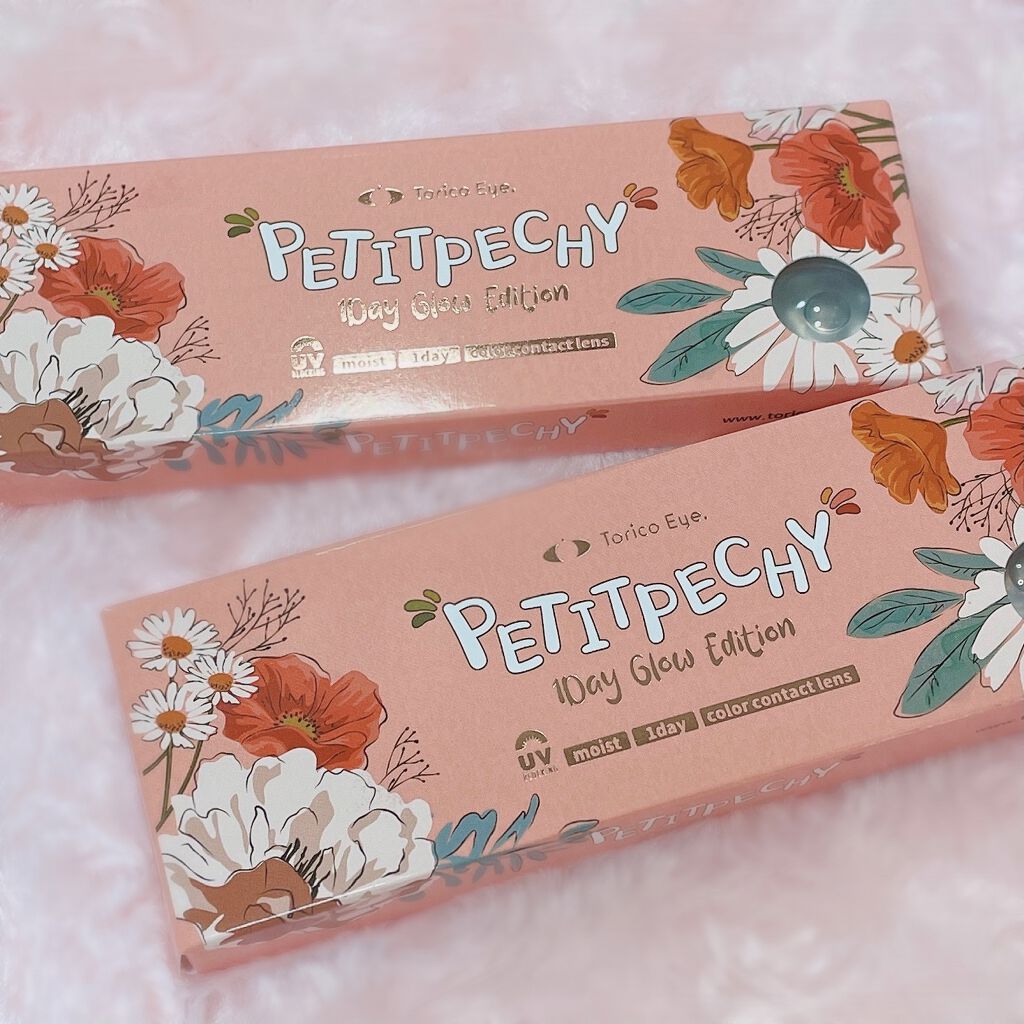 Torico Eye.
PETITPECHY
1Day Glow Edition
UV
moist 1day color contact lens
PETITPECHY
www.toric
Torico Eye.
PETITPECHY
1Day Glow Edition
UV
moist 1day color contact lens
PETITPECHY